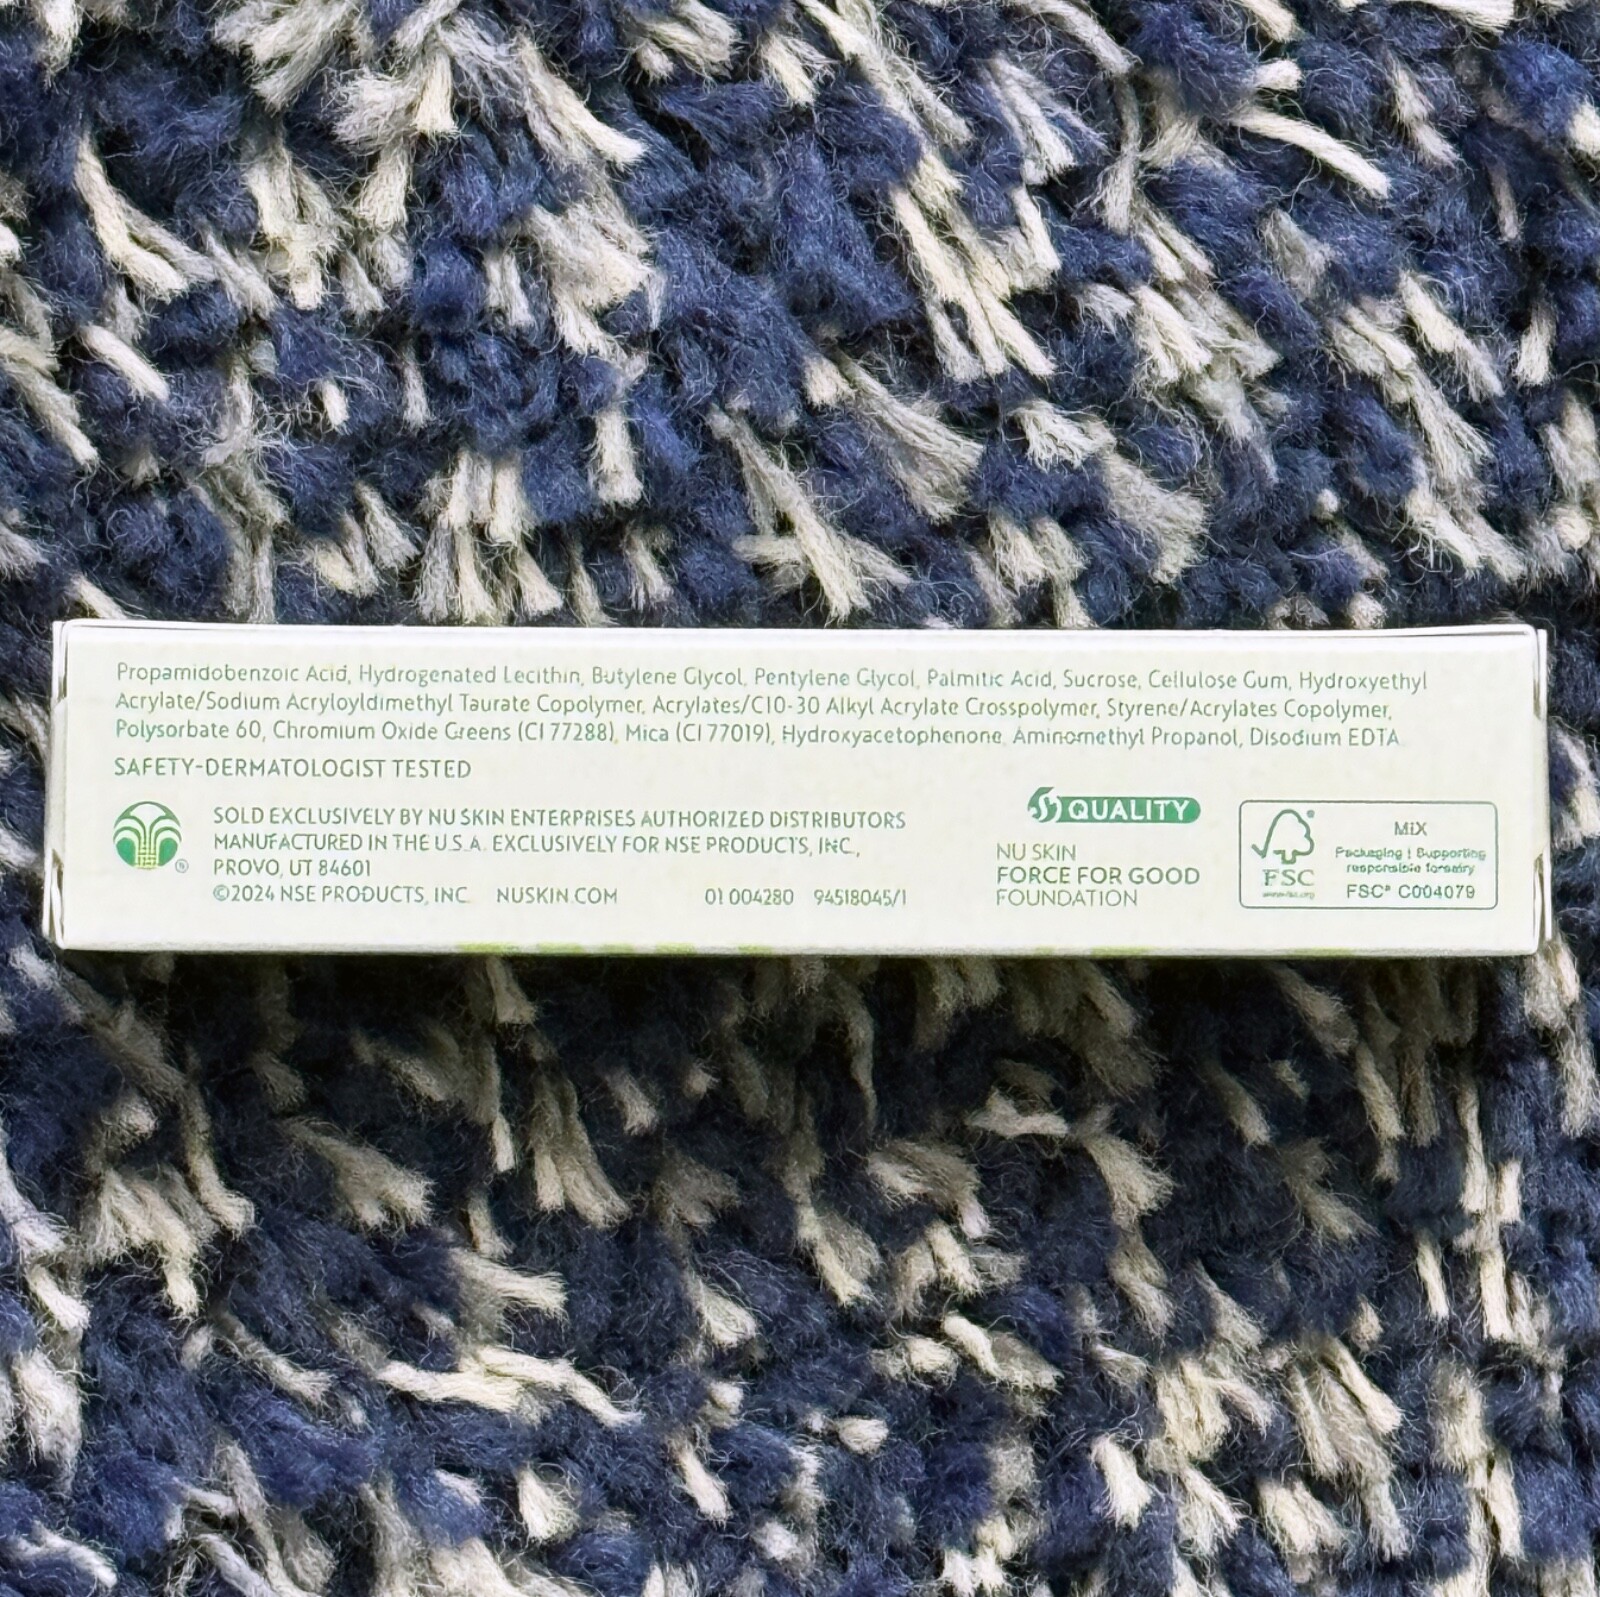 Propamidobenzoic Acid, Hydrogenated Lecithin, Butylene Glycol, Pentylene Glycol, Palmitic Acid, Sucrose, Cellulose Gum, Hydroxyethyl
Acrylate/Sodium Acryloyldimethyl Taurate Copolymer, Acrylates/C10-30 Alkyl Acrylate Crosspolymer, Styrene/Acrylates Copolymer,
Polysorbate 60, Chromium Oxide Greens (CI 77288), Mica (CI 77019), Hydroxyacetophenone, Aminomethyl Propanol, Disodium EDTA
SAFETY-DERMATOLOGIST TESTED
SOLD EXCLUSIVELY BY NU SKIN ENTERPRISES AUTHORIZED DISTRIBUTORS
MANUFACTURED IN THE U.S.A. EXCLUSIVELY FOR NSE PRODUCTS, INC.,
PROVO, UT 84601
©2024 NSE PRODUCTS, INC. NUSKIN.COM 01 004280 94518045/1
®
QUALITY
NU SKIN
FORCE FOR GOOD
FOUNDATION
FSC
MIX
Packaging | Supporting
responsible forestry
FSC® C004079